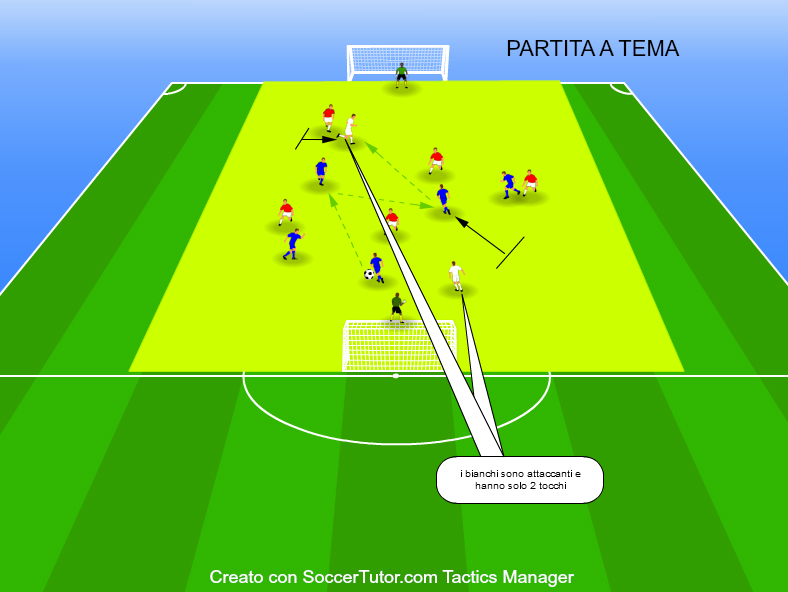 PARTITA A TEMA
i bianchi sono attaccanti e
hanno solo 2 tocchi
Creato con SoccerTutor.com Tactics Manager